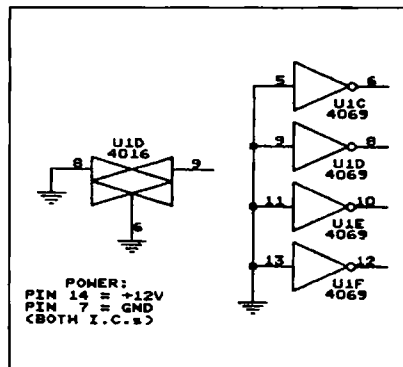 U1D
4016
8
9
6
POWER:
PIN 14 = +12V
PIN 7 = GND
(BOTH I.C.s)
5
6
U1C
4069
9
8
U1D
4069
11
10
U1E
4069
13
12
U1F
4069